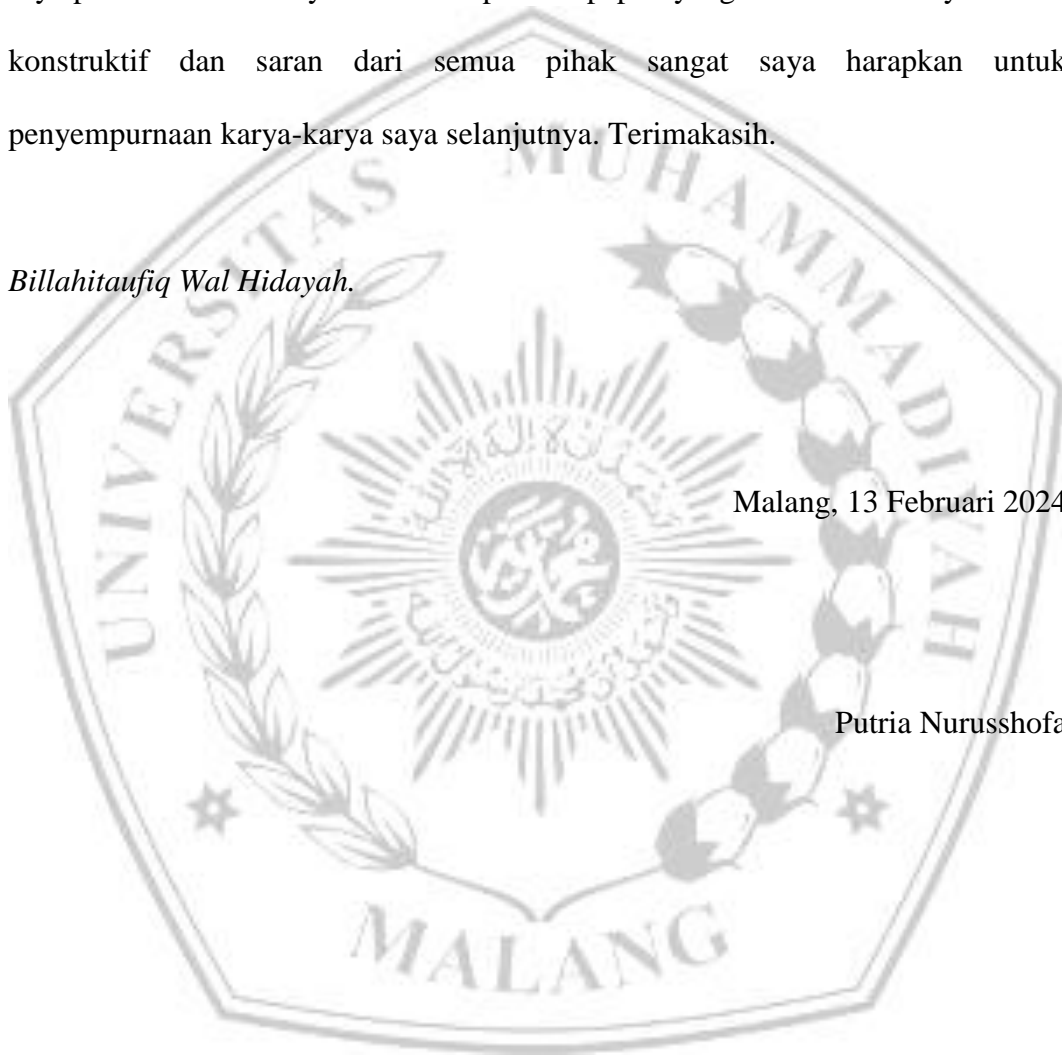 konstruktif dan saran dari semua pihak sangat saya harapkan untuk
penyempurnaan karya-karya saya selanjutnya. Terimakasih.
Billahitaufiq Wal Hidayah.
Malang, 13 Februari 2024
Putria Nurusshofa
UNIVERSITAS MUHAMMADIYAH
MALANG